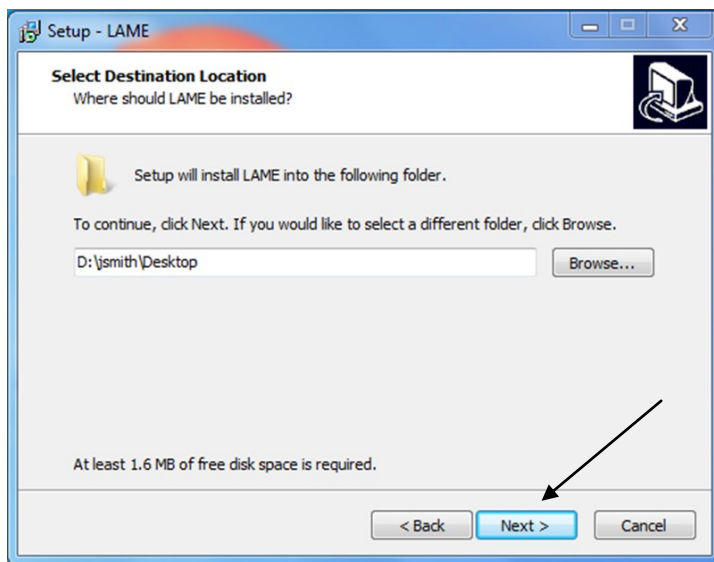 Setup - LAME
Select Destination Location
Where should LAME be installed?
Setup will install LAME into the following folder.
To continue, click Next. If you would like to select a different folder, click Browse.
D:\jsmith\Desktop
Browse...
At least 1.6 MB of free disk space is required.
< Back Next > Cancel